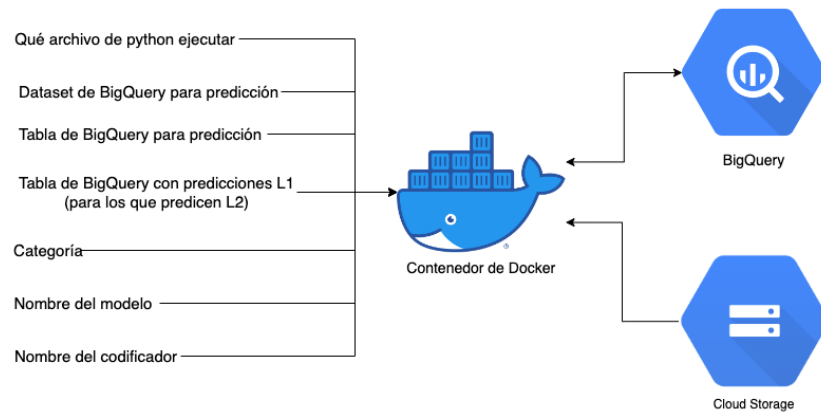 Qué archivo de python ejecutar
Dataset de BigQuery para predicción
Tabla de BigQuery para predicción
Tabla de BigQuery con predicciones L1
(para los que predicen L2)
Categoría
Nombre del modelo
Nombre del codificador
Contenedor de Docker
BigQuery
Cloud Storage